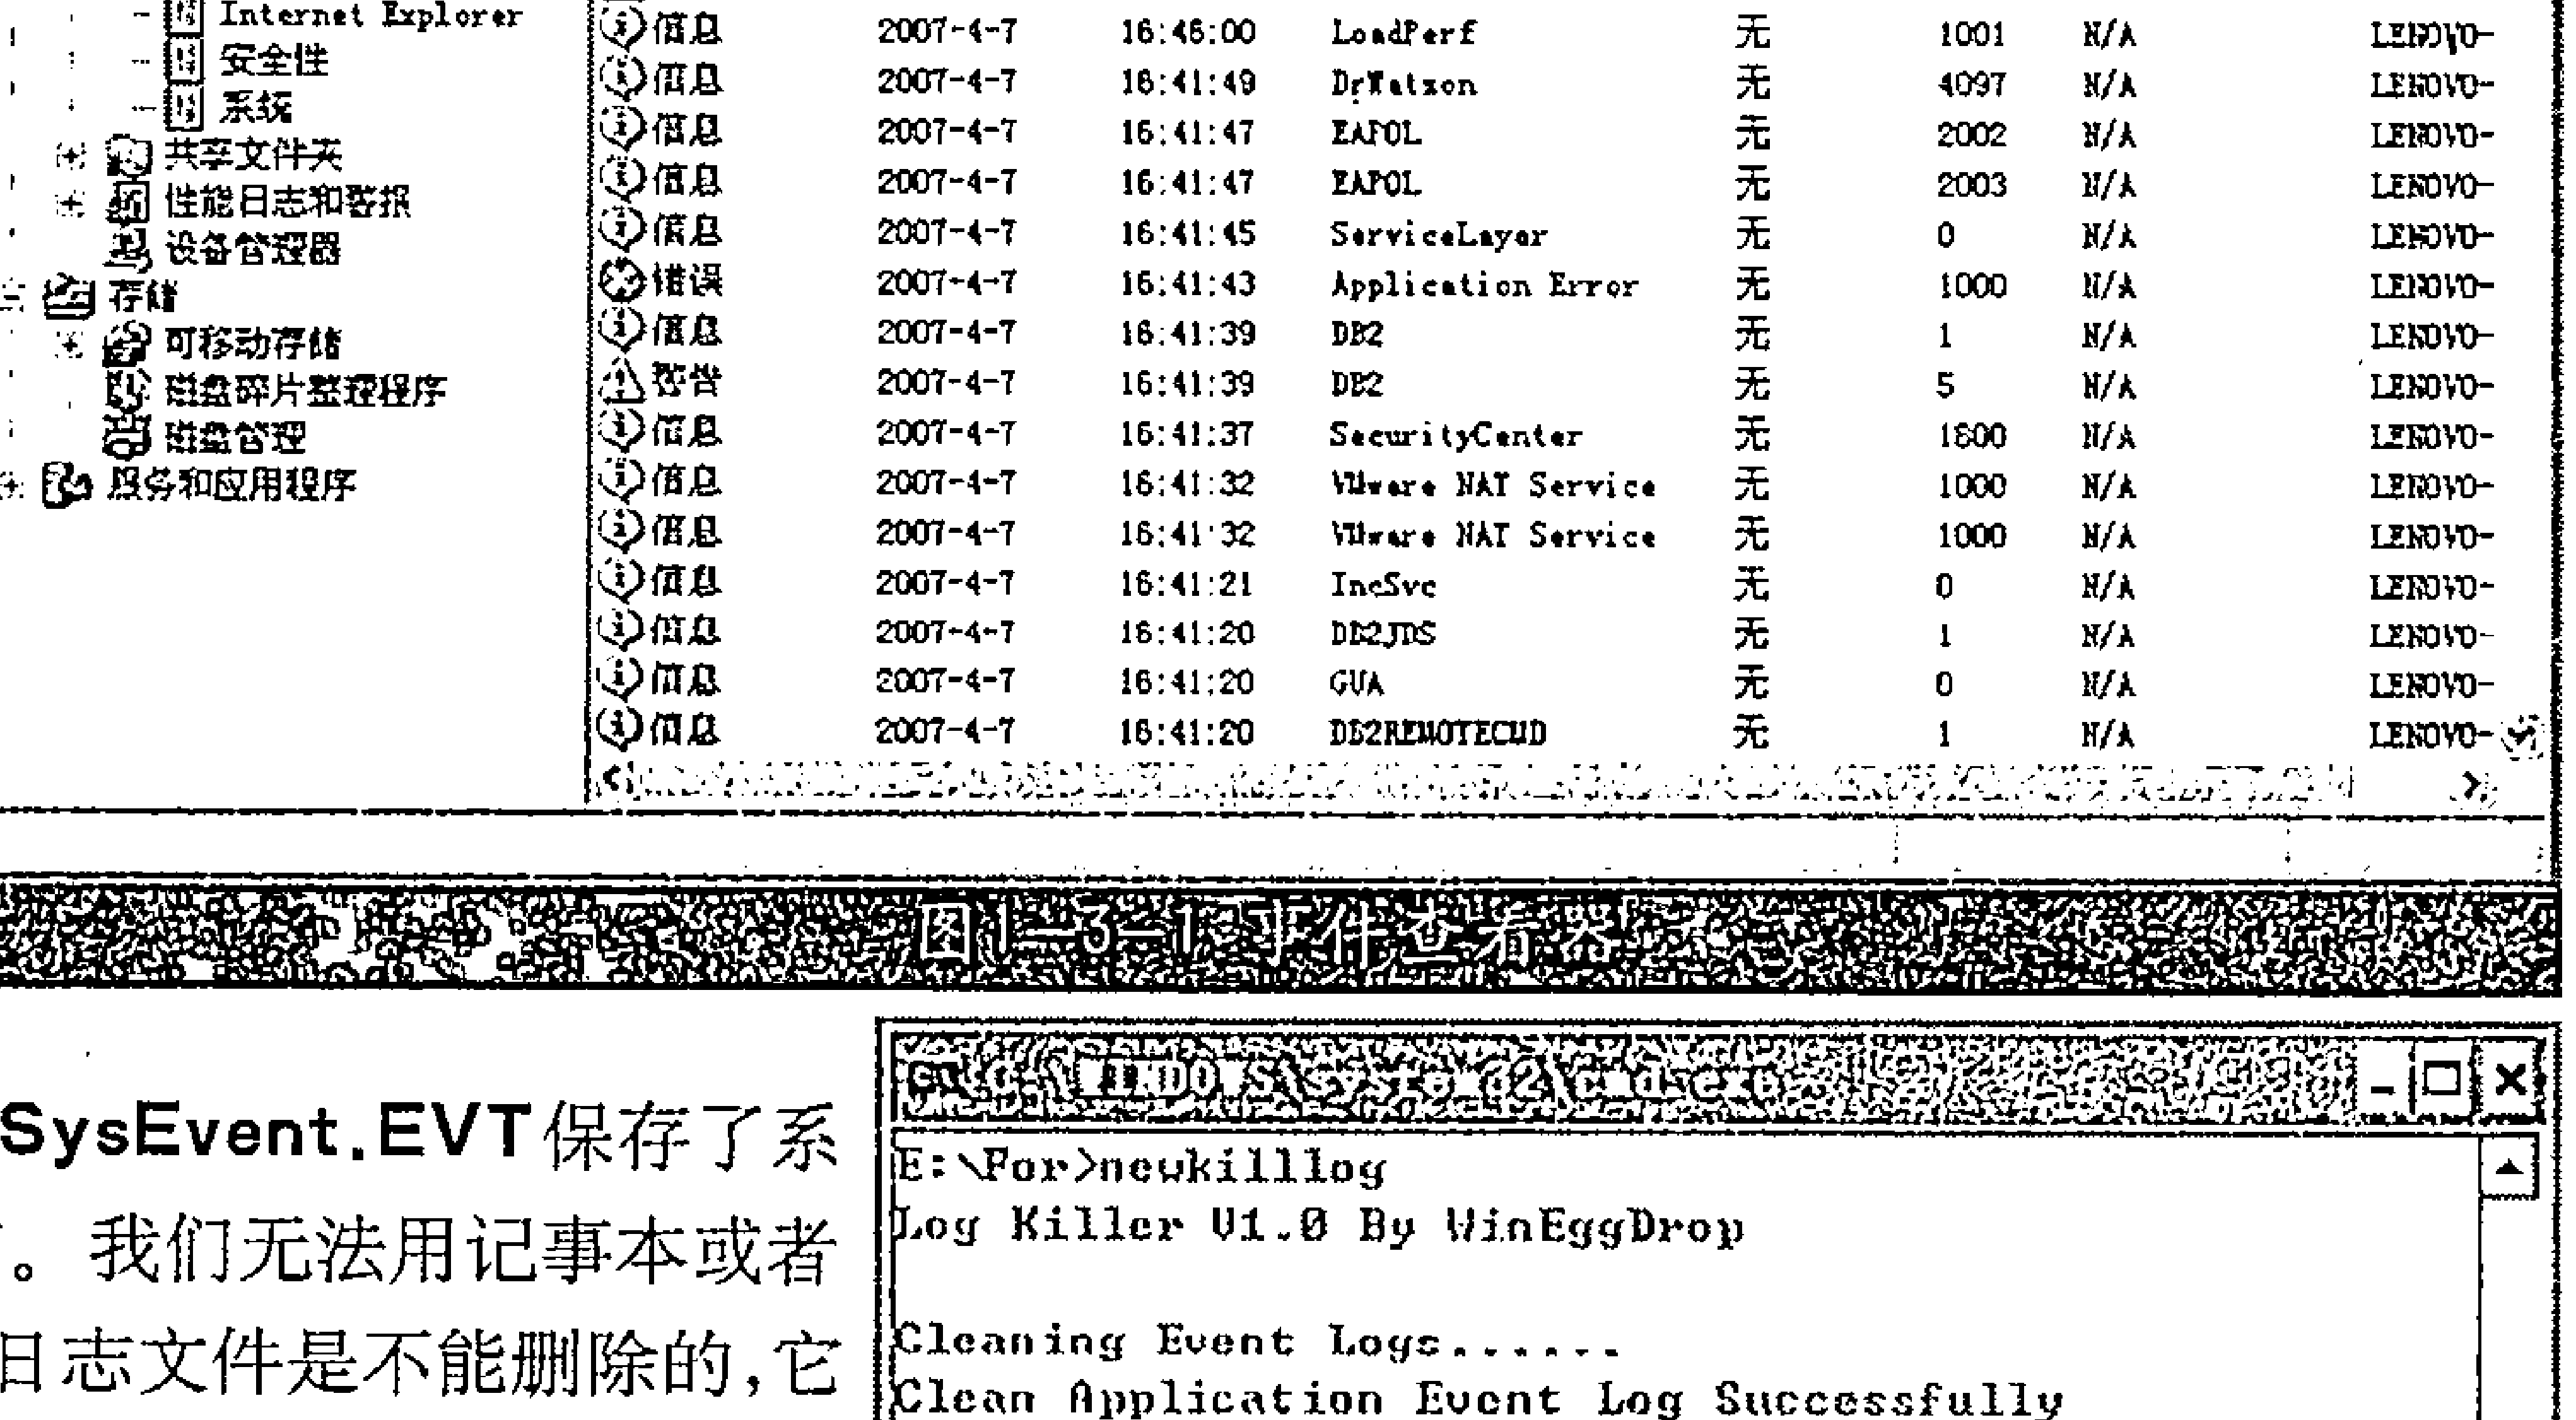 Internet Explorer
安全性
系统
共享文件夹
性能日志和警报
设备管理器
存储
可移动存储
磁盘碎片整理程序
磁盘管理
服务和应用程序
信息 2007-4-7 16:46:00 LoadPerf 无 1001 N/A LENOVO-
信息 2007-4-7 16:41:49 DrWatson 无 4097 N/A LENOVO-
信息 2007-4-7 16:41:47 EAPOL 无 2002 N/A LENOVO-
信息 2007-4-7 16:41:47 EAPOL 无 2003 N/A LENOVO-
信息 2007-4-7 16:41:45 ServiceLayer 无 0 N/A LENOVO-
错误 2007-4-7 16:41:43 Application Error 无 1000 N/A LENOVO-
信息 2007-4-7 16:41:39 DB2 无 1 N/A LENOVO-
警告 2007-4-7 16:41:39 DB2 无 5 N/A LENOVO-
信息 2007-4-7 16:41:37 SecurityCenter 无 1800 N/A LENOVO-
信息 2007-4-7 16:41:32 VMware NAT Service 无 1000 N/A LENOVO-
信息 2007-4-7 16:41:32 VMware NAT Service 无 1000 N/A LENOVO-
信息 2007-4-7 16:41:21 IncSvc 无 0 N/A LENOVO-
信息 2007-4-7 16:41:20 DB2JDS 无 1 N/A LENOVO-
信息 2007-4-7 16:41:20 GUA 无 0 N/A LENOVO-
信息 2007-4-7 16:41:20 DB2REMOTECMD 无 1 N/A LENOVO-
图1-3-1 事件查看器
SysEvent.EVT保存了系
。我们无法用记事本或者
日志文件是不能删除的，它
C:\WINDOWS\system32\cmd.exe
E:\For>newkilllog
Log Killer V1.0 By WinEggDrop
Cleaning Event Logs......
Clean Application Event Log Successfully